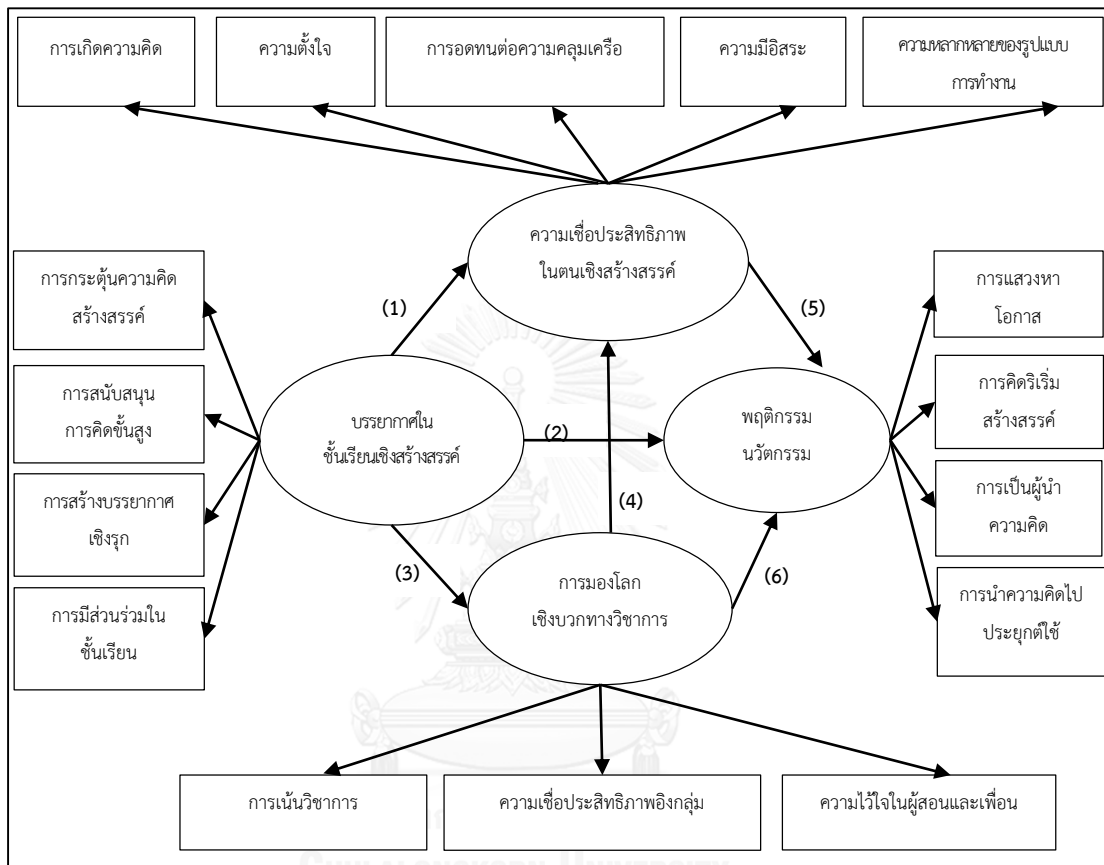 การเกิดความคิด
ความตั้งใจ
การอดทนต่อความคลุมเครือ
ความมีอิสระ
ความหลากหลายของรูปแบบ
การทำงาน
ความเชื่อประสิทธิภาพ
ในตนเชิงสร้างสรรค์
การกระตุ้นความคิด
สร้างสรรค์
การสนับสนุน
การคิดขั้นสูง
การสร้างบรรยากาศ
เชิงรุก
การมีส่วนร่วมใน
ชั้นเรียน
(1)
(5)
บรรยากาศใน
ชั้นเรียนเชิงสร้างสรรค์
(2)
พฤติกรรม
นวัตกรรม
การแสวงหา
โอกาส
การคิดริเริ่ม
สร้างสรรค์
การเป็นผู้นำ
ความคิด
การนำความคิดไป
ประยุกต์ใช้
(4)
(3)
(6)
การมองโลก
เชิงบวกทางวิชาการ
การเน้นวิชาการ
ความเชื่อประสิทธิภาพอิงกลุ่ม
ความไว้ใจในผู้สอนและเพื่อน